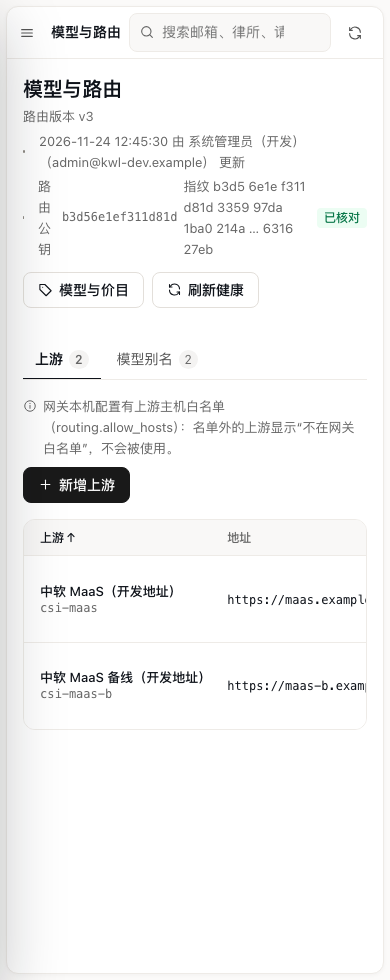 模型与路由
搜索邮箱、律所、
模型与路由
路由版本 v3
· 2026-11-24 12:45:30 由 系统管理员（开发）
（admin@kwl-dev.example） 更新
· 路由公钥 b3d56e1ef311d81d 指纹 b3d5 6e1e f311
d81d 3359 97da
1ba0 214a … 6316
27eb
已核对
模型与价目
刷新健康
上游 2
模型别名 2
网关本机配置有上游主机白名单
（routing.allow_hosts）：名单外的上游显示“不在网关
白名单”，不会被使用。
+ 新增上游
上游↑
地址
中软 MaaS（开发地址）
csi-maas
https://maas.example
中软 MaaS 备线（开发地址）
csi-maas-b
https://maas-b.examp